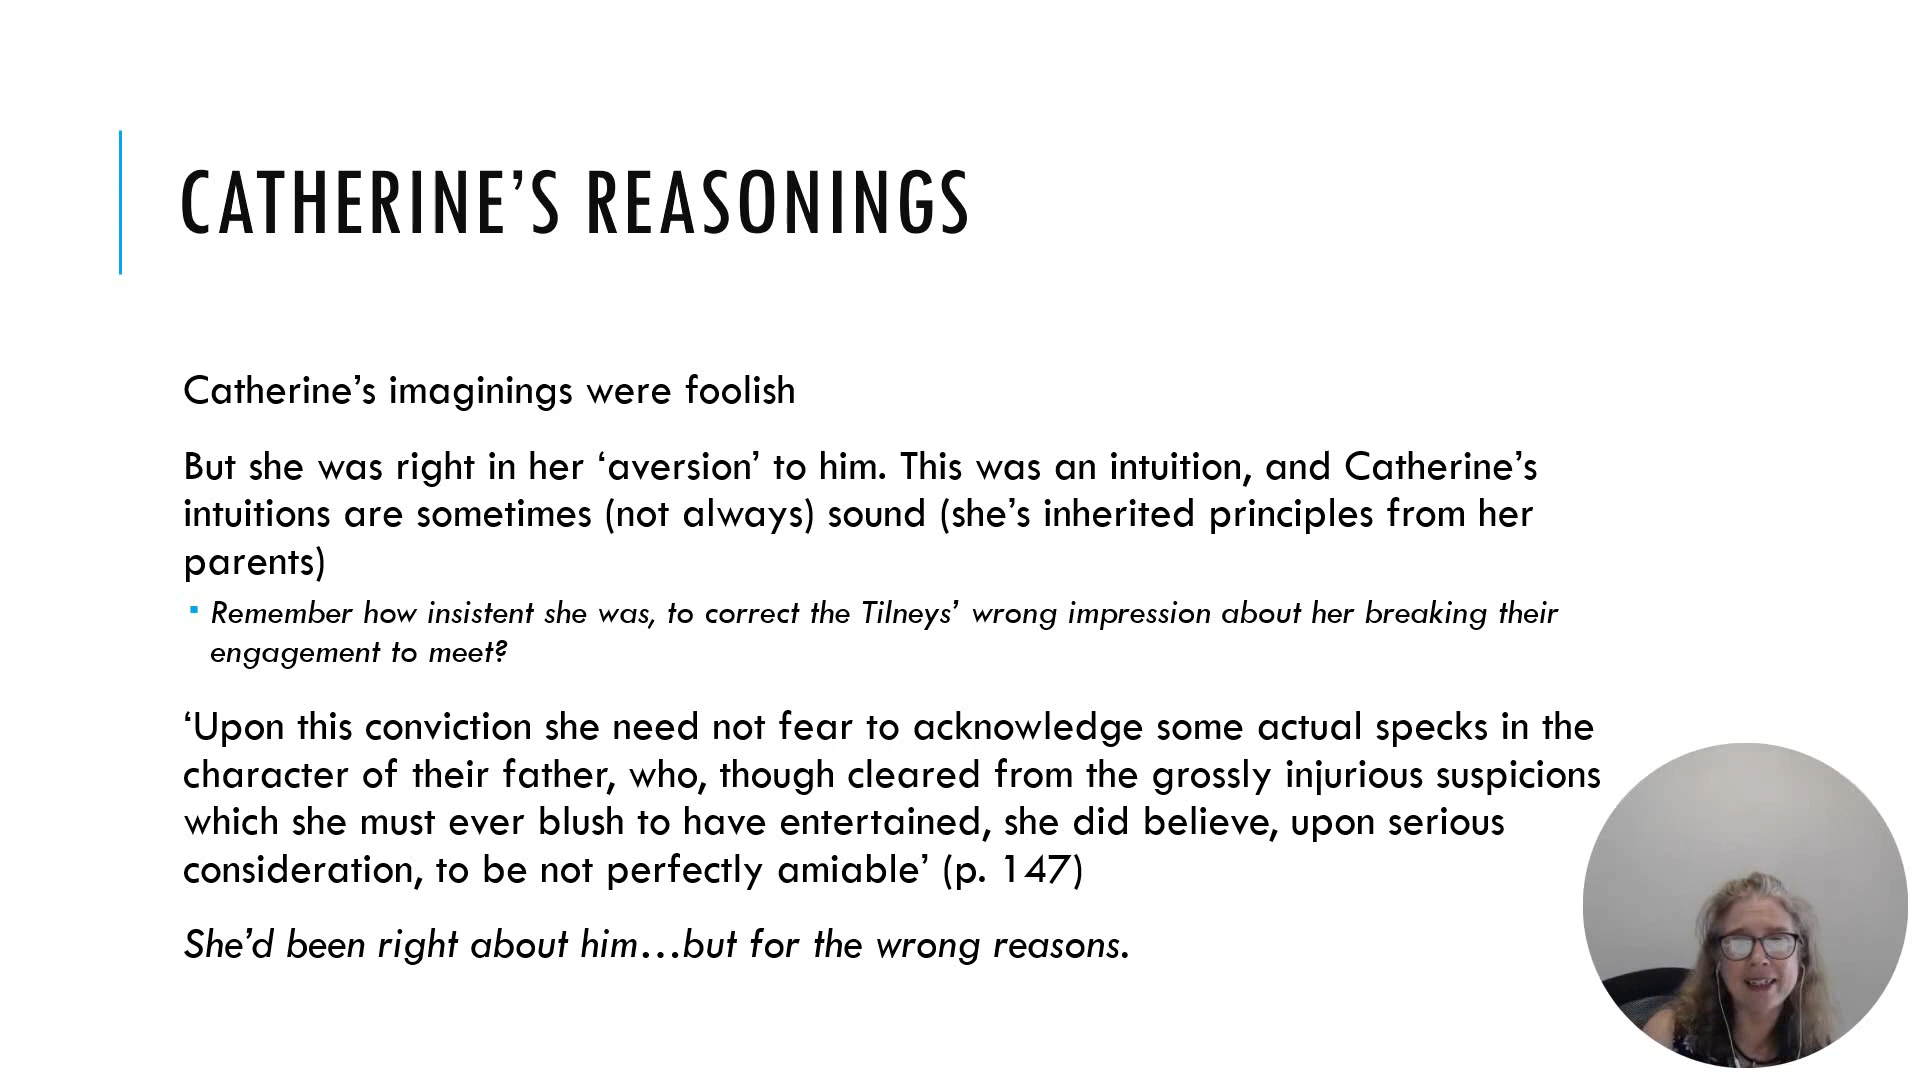 CATHERINE’S REASONINGS
Catherine’s imaginings were foolish
But she was right in her ‘aversion’ to him. This was an intuition, and Catherine’s
intuitions are sometimes (not always) sound (she’s inherited principles from her
parents)
Remember how insistent she was, to correct the Tilneys’ wrong impression about her breaking their
engagement to meet?
‘Upon this conviction she need not fear to acknowledge some actual specks in the
character of their father, who, though cleared from the grossly injurious suspicions
which she must ever blush to have entertained, she did believe, upon serious
consideration, to be not perfectly amiable’ (p. 147)
She’d been right about him…but for the wrong reasons.